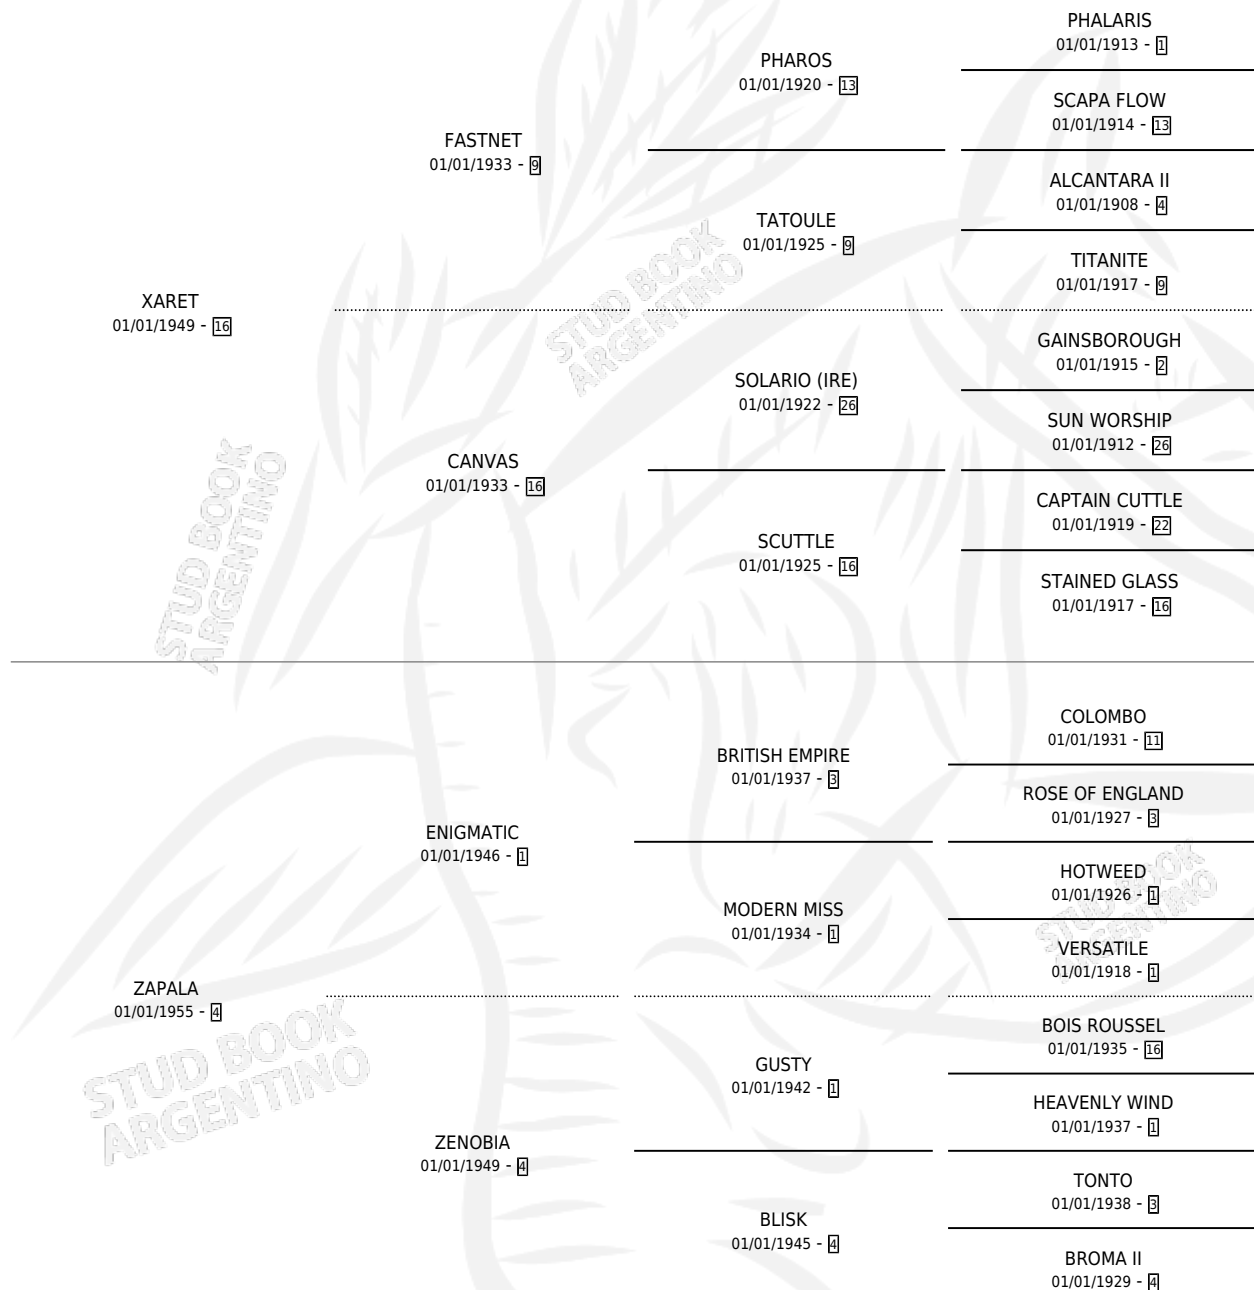 PHALARIS
01/01/1913 - 1
PHAROS
01/01/1920 - 13
SCAPA FLOW
01/01/1914 - 13
FASTNET
01/01/1933 - 9
ALCANTARA II
01/01/1908 - 4
TATOULE
01/01/1925 - 9
TITANITE
01/01/1917 - 9
STUD BOOK
ARGENTINO
XARET
01/01/1949 - 16
GAINSBOROUGH
01/01/1915 - 2
SOLARIO (IRE)
01/01/1922 - 26
SUN WORSHIP
01/01/1912 - 26
CANVAS
01/01/1933 - 16
CAPTAIN CUTTLE
01/01/1919 - 22
SCUTTLE
01/01/1925 - 16
STAINED GLASS
01/01/1917 - 16
STUD BOOK
ARGENTINO
COLOMBO
01/01/1931 - 11
BRITISH EMPIRE
01/01/1937 - 3
ROSE OF ENGLAND
01/01/1927 - 3
ENIGMATIC
01/01/1946 - 1
HOTWEED
01/01/1926 - 1
MODERN MISS
01/01/1934 - 1
VERSATILE
01/01/1918 - 1
STUD BOOK
ARGENTINO
ZAPALA
01/01/1955 - 4
BOIS ROUSSEL
01/01/1935 - 16
GUSTY
01/01/1942 - 1
HEAVENLY WIND
01/01/1937 - 1
STUD BOOK
ARGENTINO
ZENOBIA
01/01/1949 - 4
TONTO
01/01/1938 - 3
BLISK
01/01/1945 - 4
BROMA II
01/01/1929 - 4